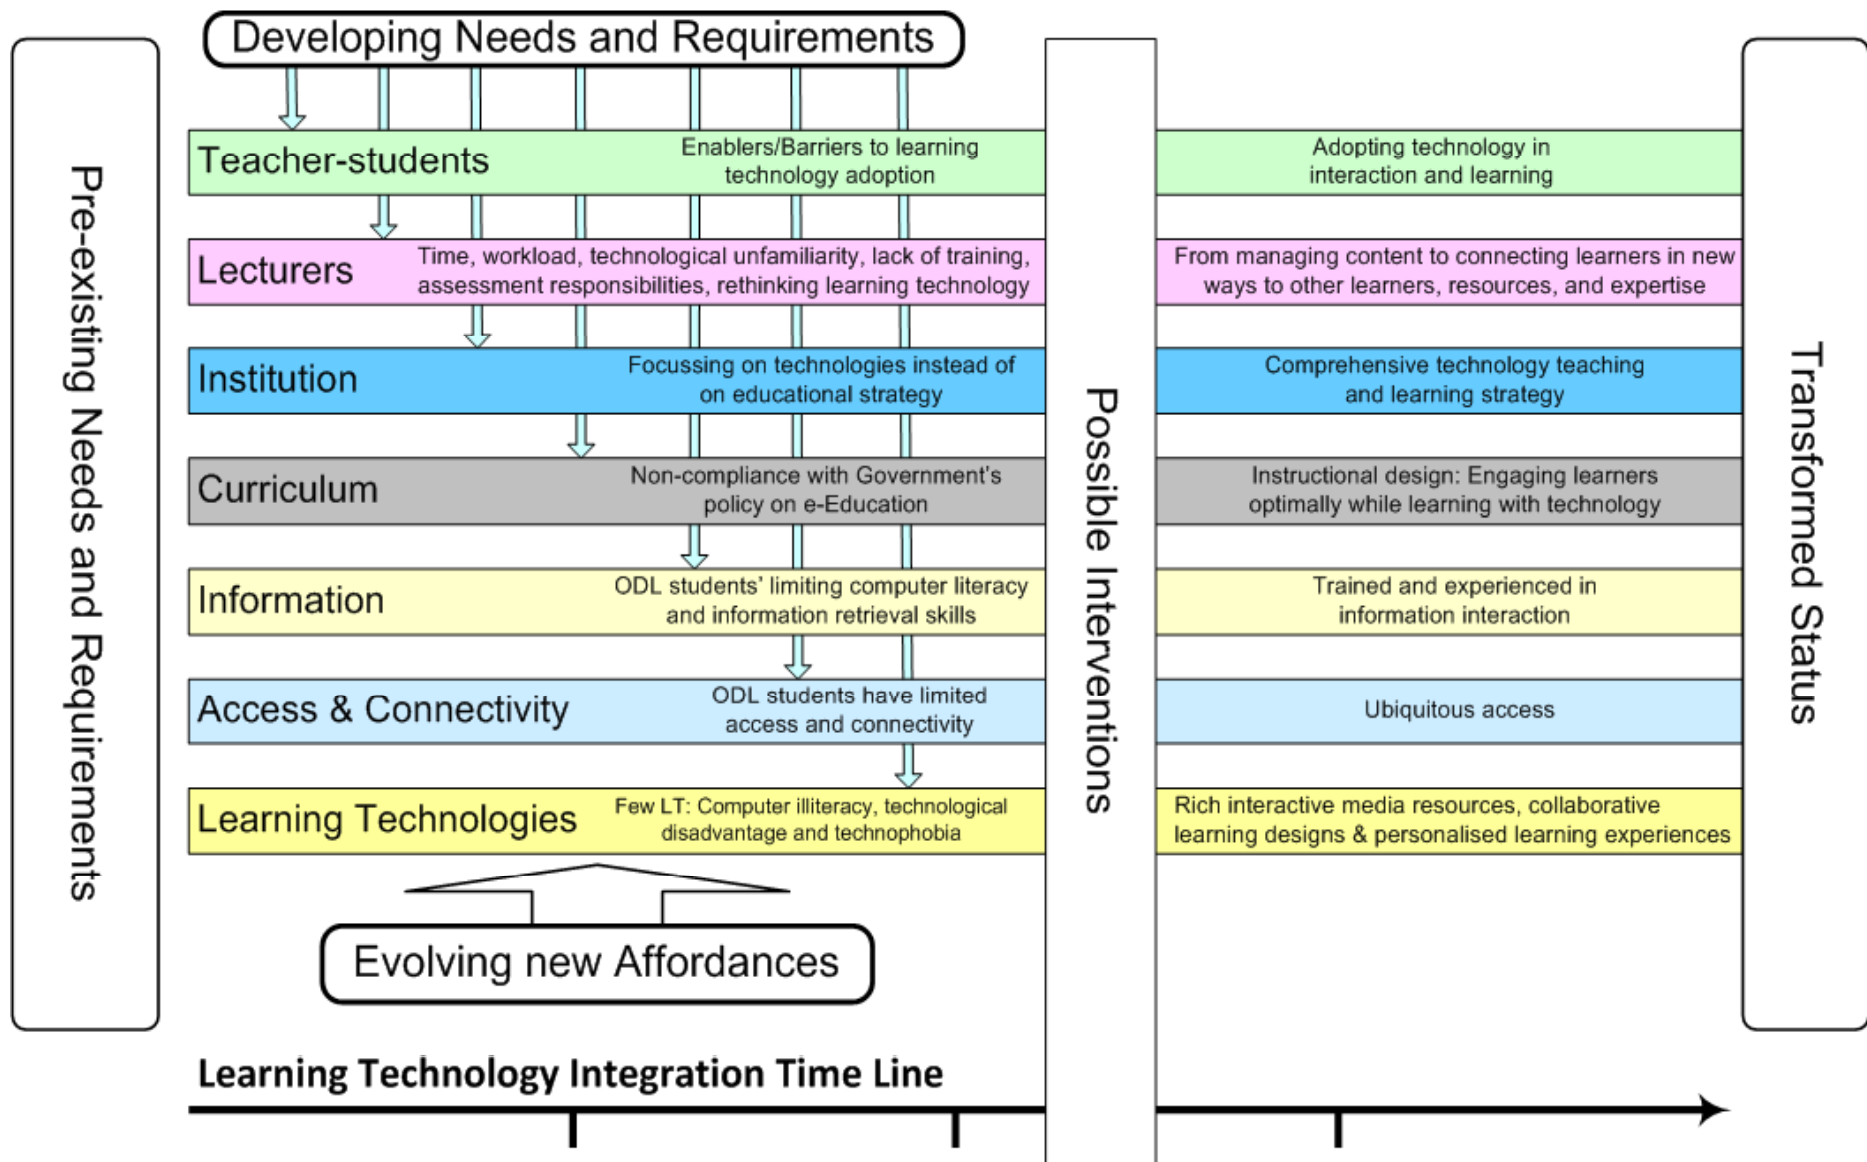 Developing Needs and Requirements
Pre-existing Needs and Requirements
Teacher-students
Enablers/Barriers to learning
technology adoption
Adopting technology in
interaction and learning
Lecturers
Time, workload, technological unfamiliarity, lack of training,
assessment responsibilities, rethinking learning technology
From managing content to connecting learners in new
ways to other learners, resources, and expertise
Institution
Focussing on technologies instead of
on educational strategy
Comprehensive technology teaching
and learning strategy
Curriculum
Non-compliance with Government's
policy on e-Education
Instructional design: Engaging learners
optimally while learning with technology
Information
ODL students' limiting computer literacy
and information retrieval skills
Trained and experienced in
information interaction
Access & Connectivity
ODL students have limited
access and connectivity
Ubiquitous access
Learning Technologies
Few LT: Computer illiteracy, technological
disadvantage and technophobia
Rich interactive media resources, collaborative
learning designs & personalised learning experiences
Possible Interventions
Transformed Status
Evolving new Affordances
Learning Technology Integration Time Line